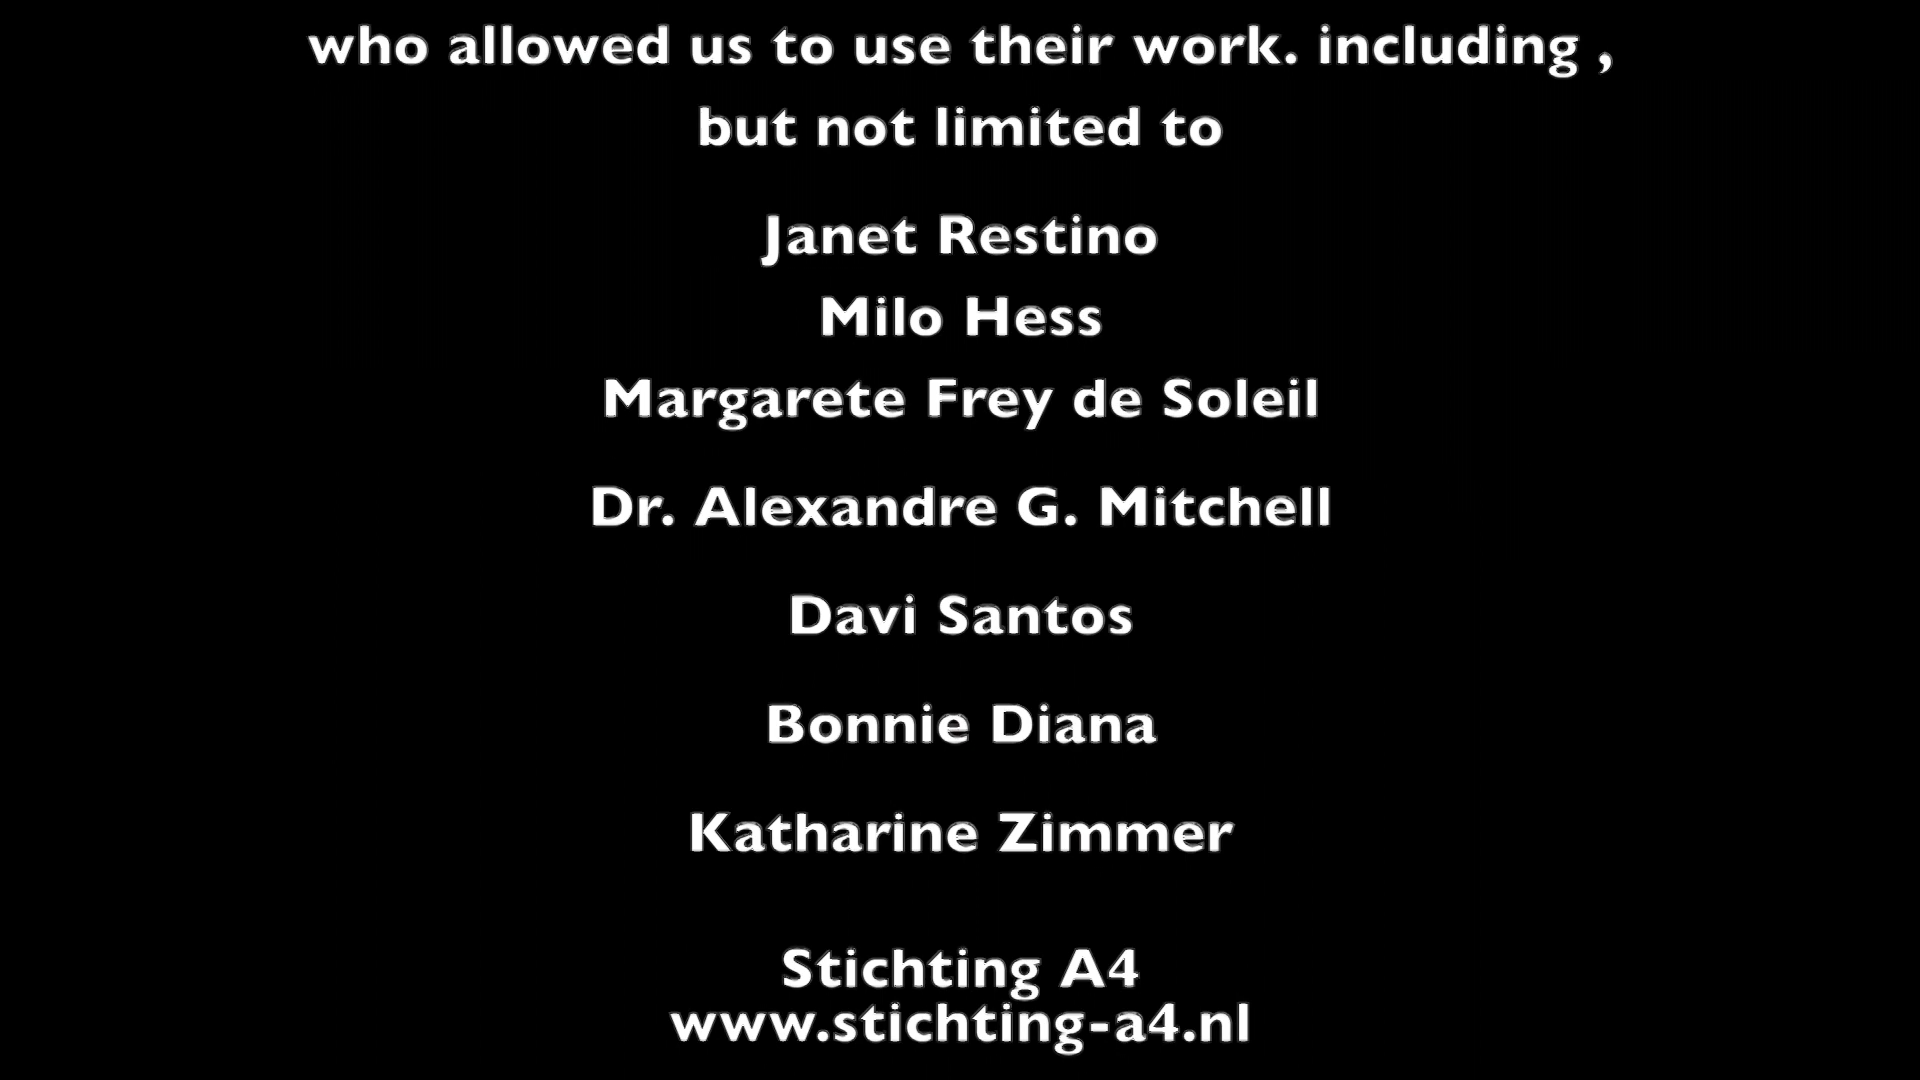 who allowed us to use their work. including ,
but not limited to
Janet Restino
Milo Hess
Margarete Frey de Soleil
Dr. Alexandre G. Mitchell
Davi Santos
Bonnie Diana
Katharine Zimmer
Stichting A4
www.stichting-a4.nl